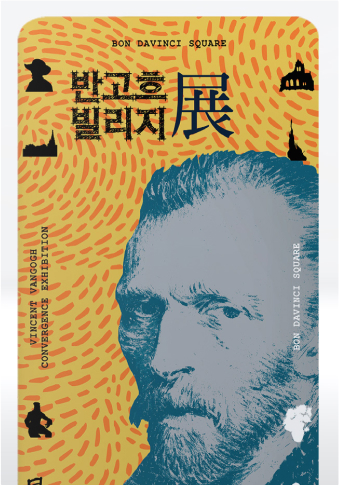 BON DAVINCI SQUARE
반고흐
빌리지展
VINCENT VANGOGH
CONVERGENCE EXHIBITION
BON DAVINCI SQUARE